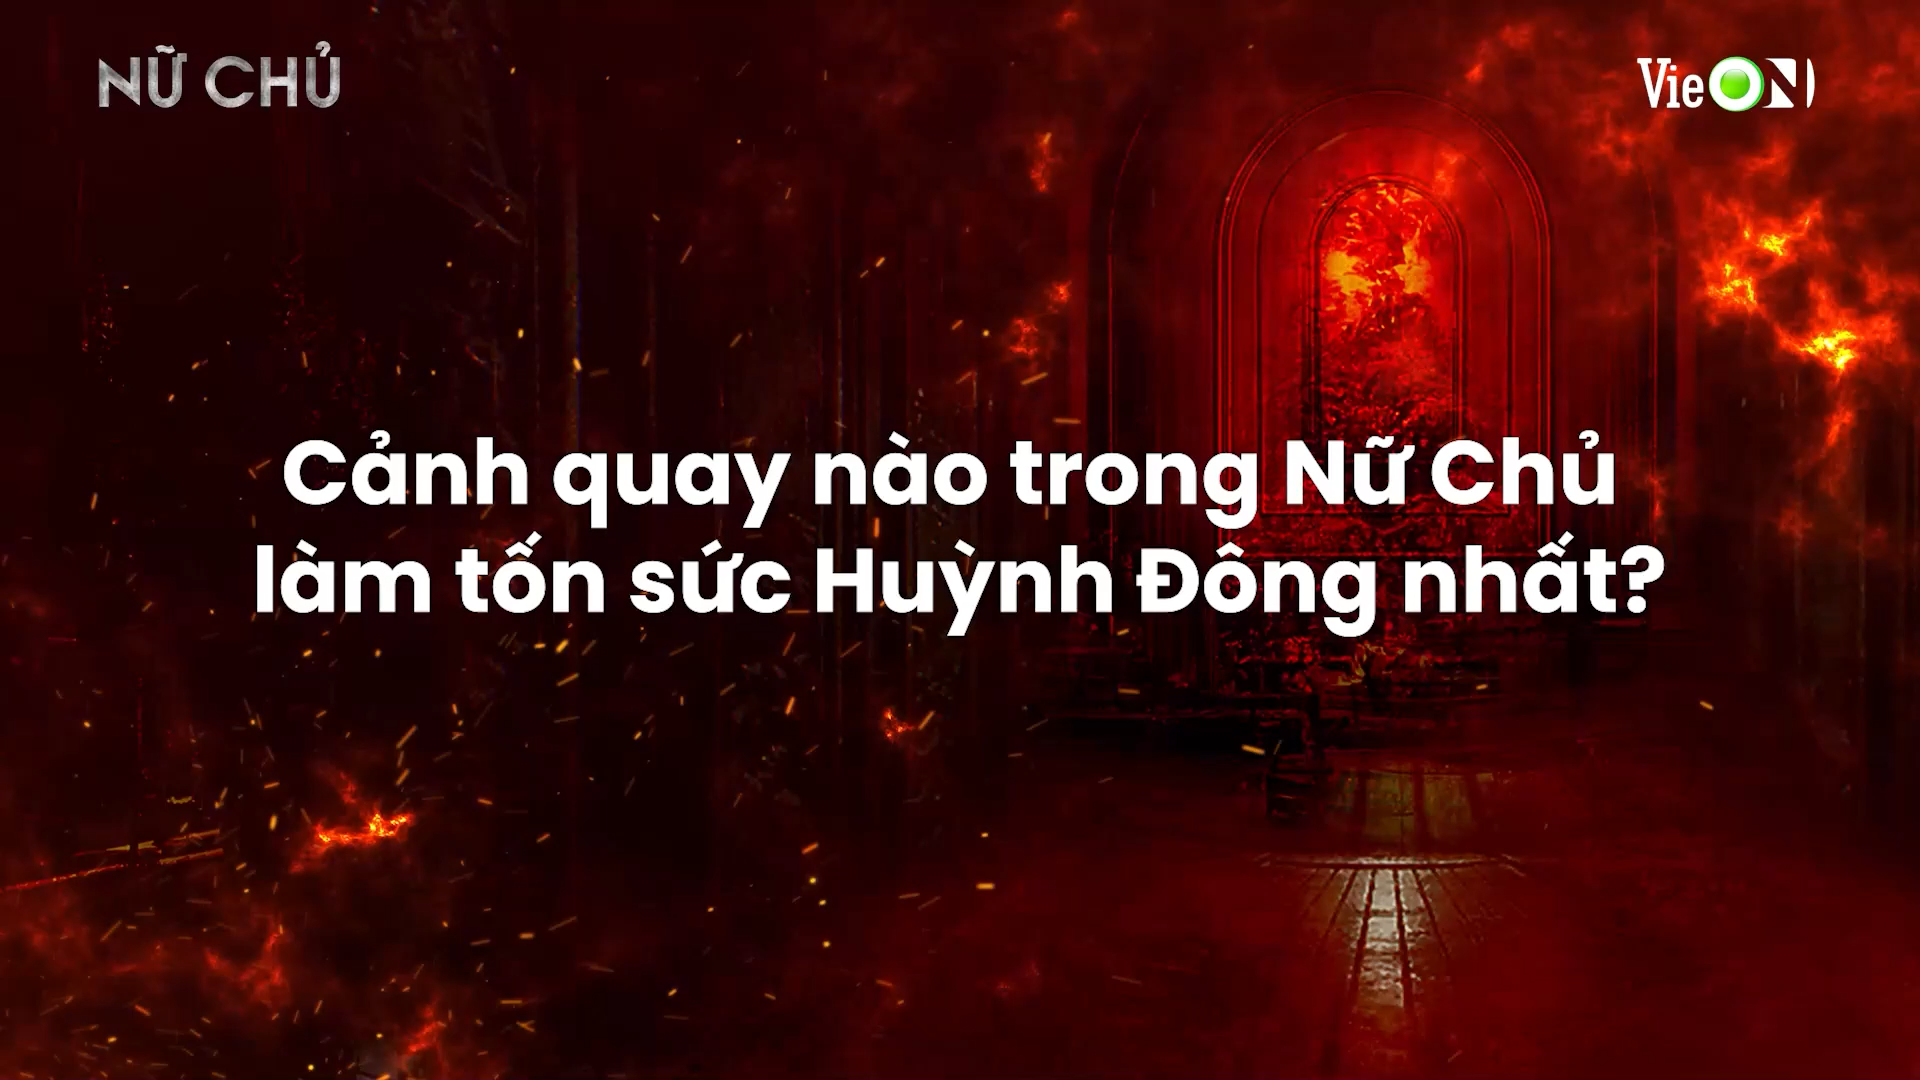 NỮ CHỦ
VieON
Cảnh quay nào trong Nữ Chủ
làm tốn sức Huỳnh Đông nhất?